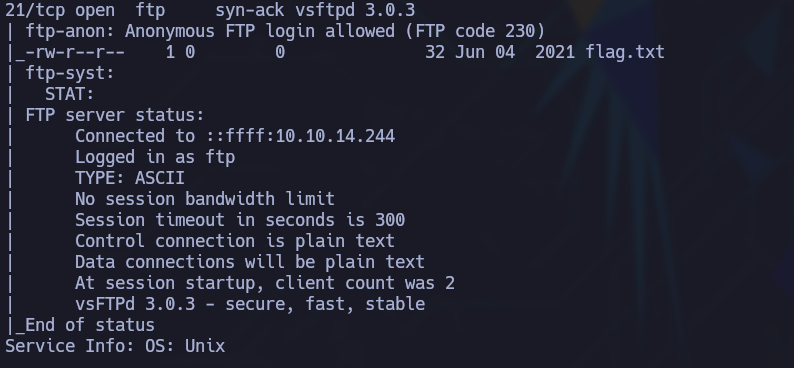 21/tcp open  ftp     syn-ack vsftpd 3.0.3
| ftp-anon: Anonymous FTP login allowed (FTP code 230)
|_-rw-r--r--    1 0        0              32 Jun 04  2021 flag.txt
| ftp-syst:
|   STAT:
| FTP server status:
|      Connected to ::ffff:10.10.14.244
|      Logged in as ftp
|      TYPE: ASCII
|      No session bandwidth limit
|      Session timeout in seconds is 300
|      Control connection is plain text
|      Data connections will be plain text
|      At session startup, client count was 2
|      vsFTPd 3.0.3 - secure, fast, stable
|_End of status
Service Info: OS: Unix